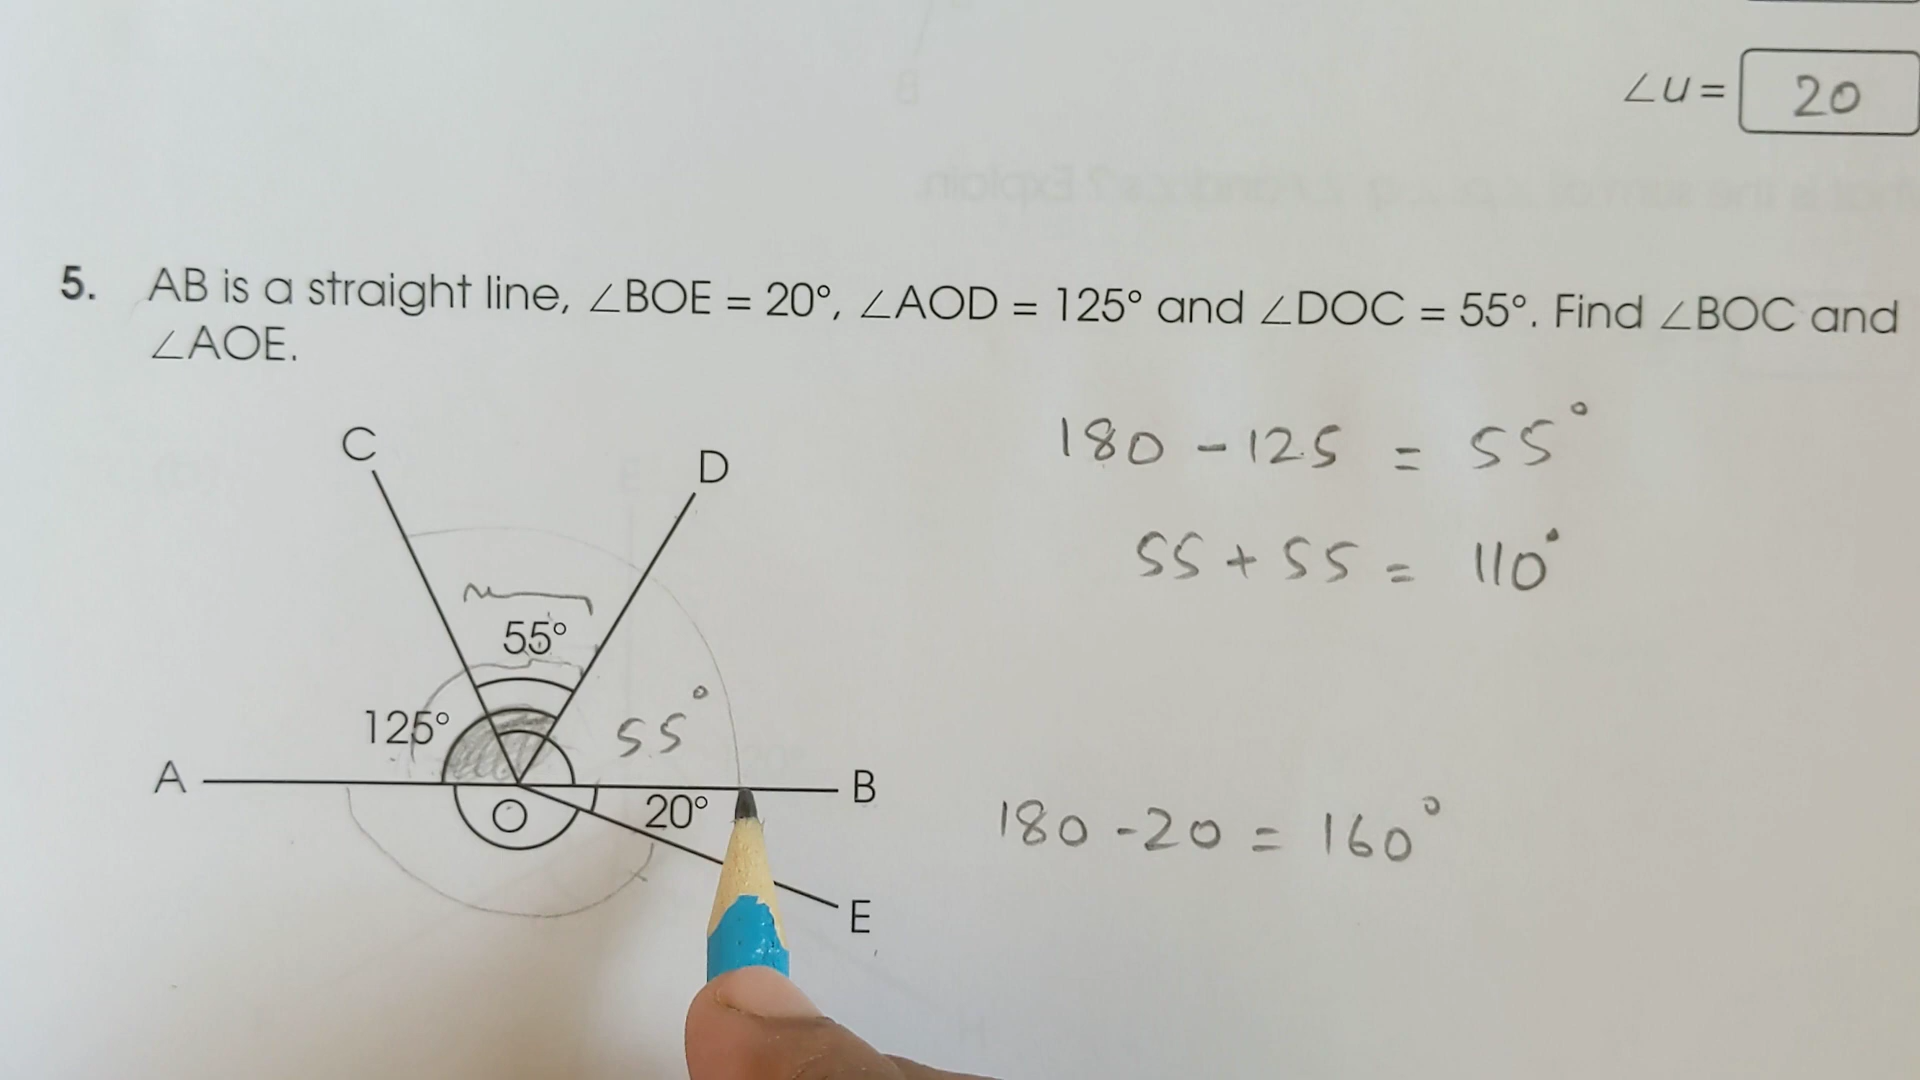 ∠u = 20
5. AB is a straight line, ∠BOE = 20°, ∠AOD = 125° and ∠DOC = 55°. Find ∠BOC and
∠AOE.
C
D
55°
125°
55°
A
B
O
20°
E
180 - 125 = 55°
55 + 55 = 110°
180 - 20 = 160°